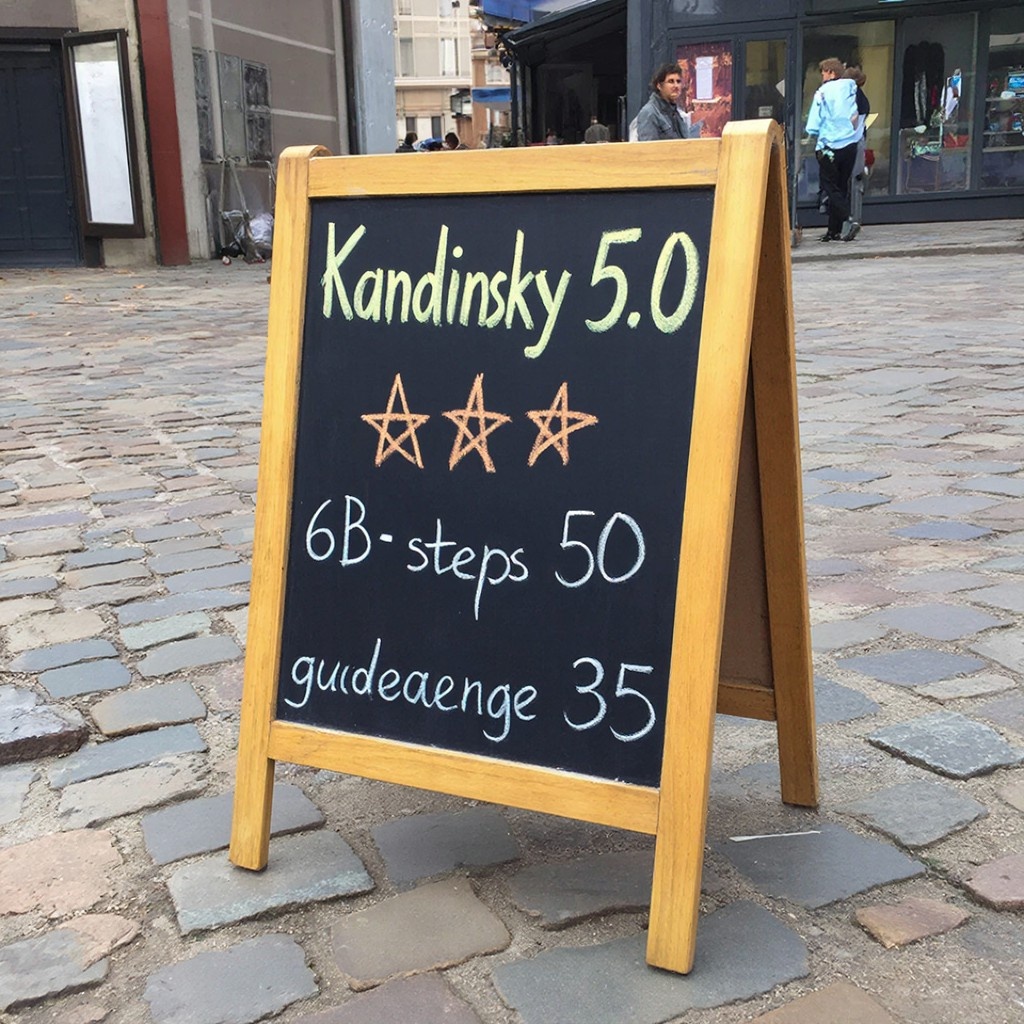 Kandinsky 5.0
6B-steps 50
guideaenge 35